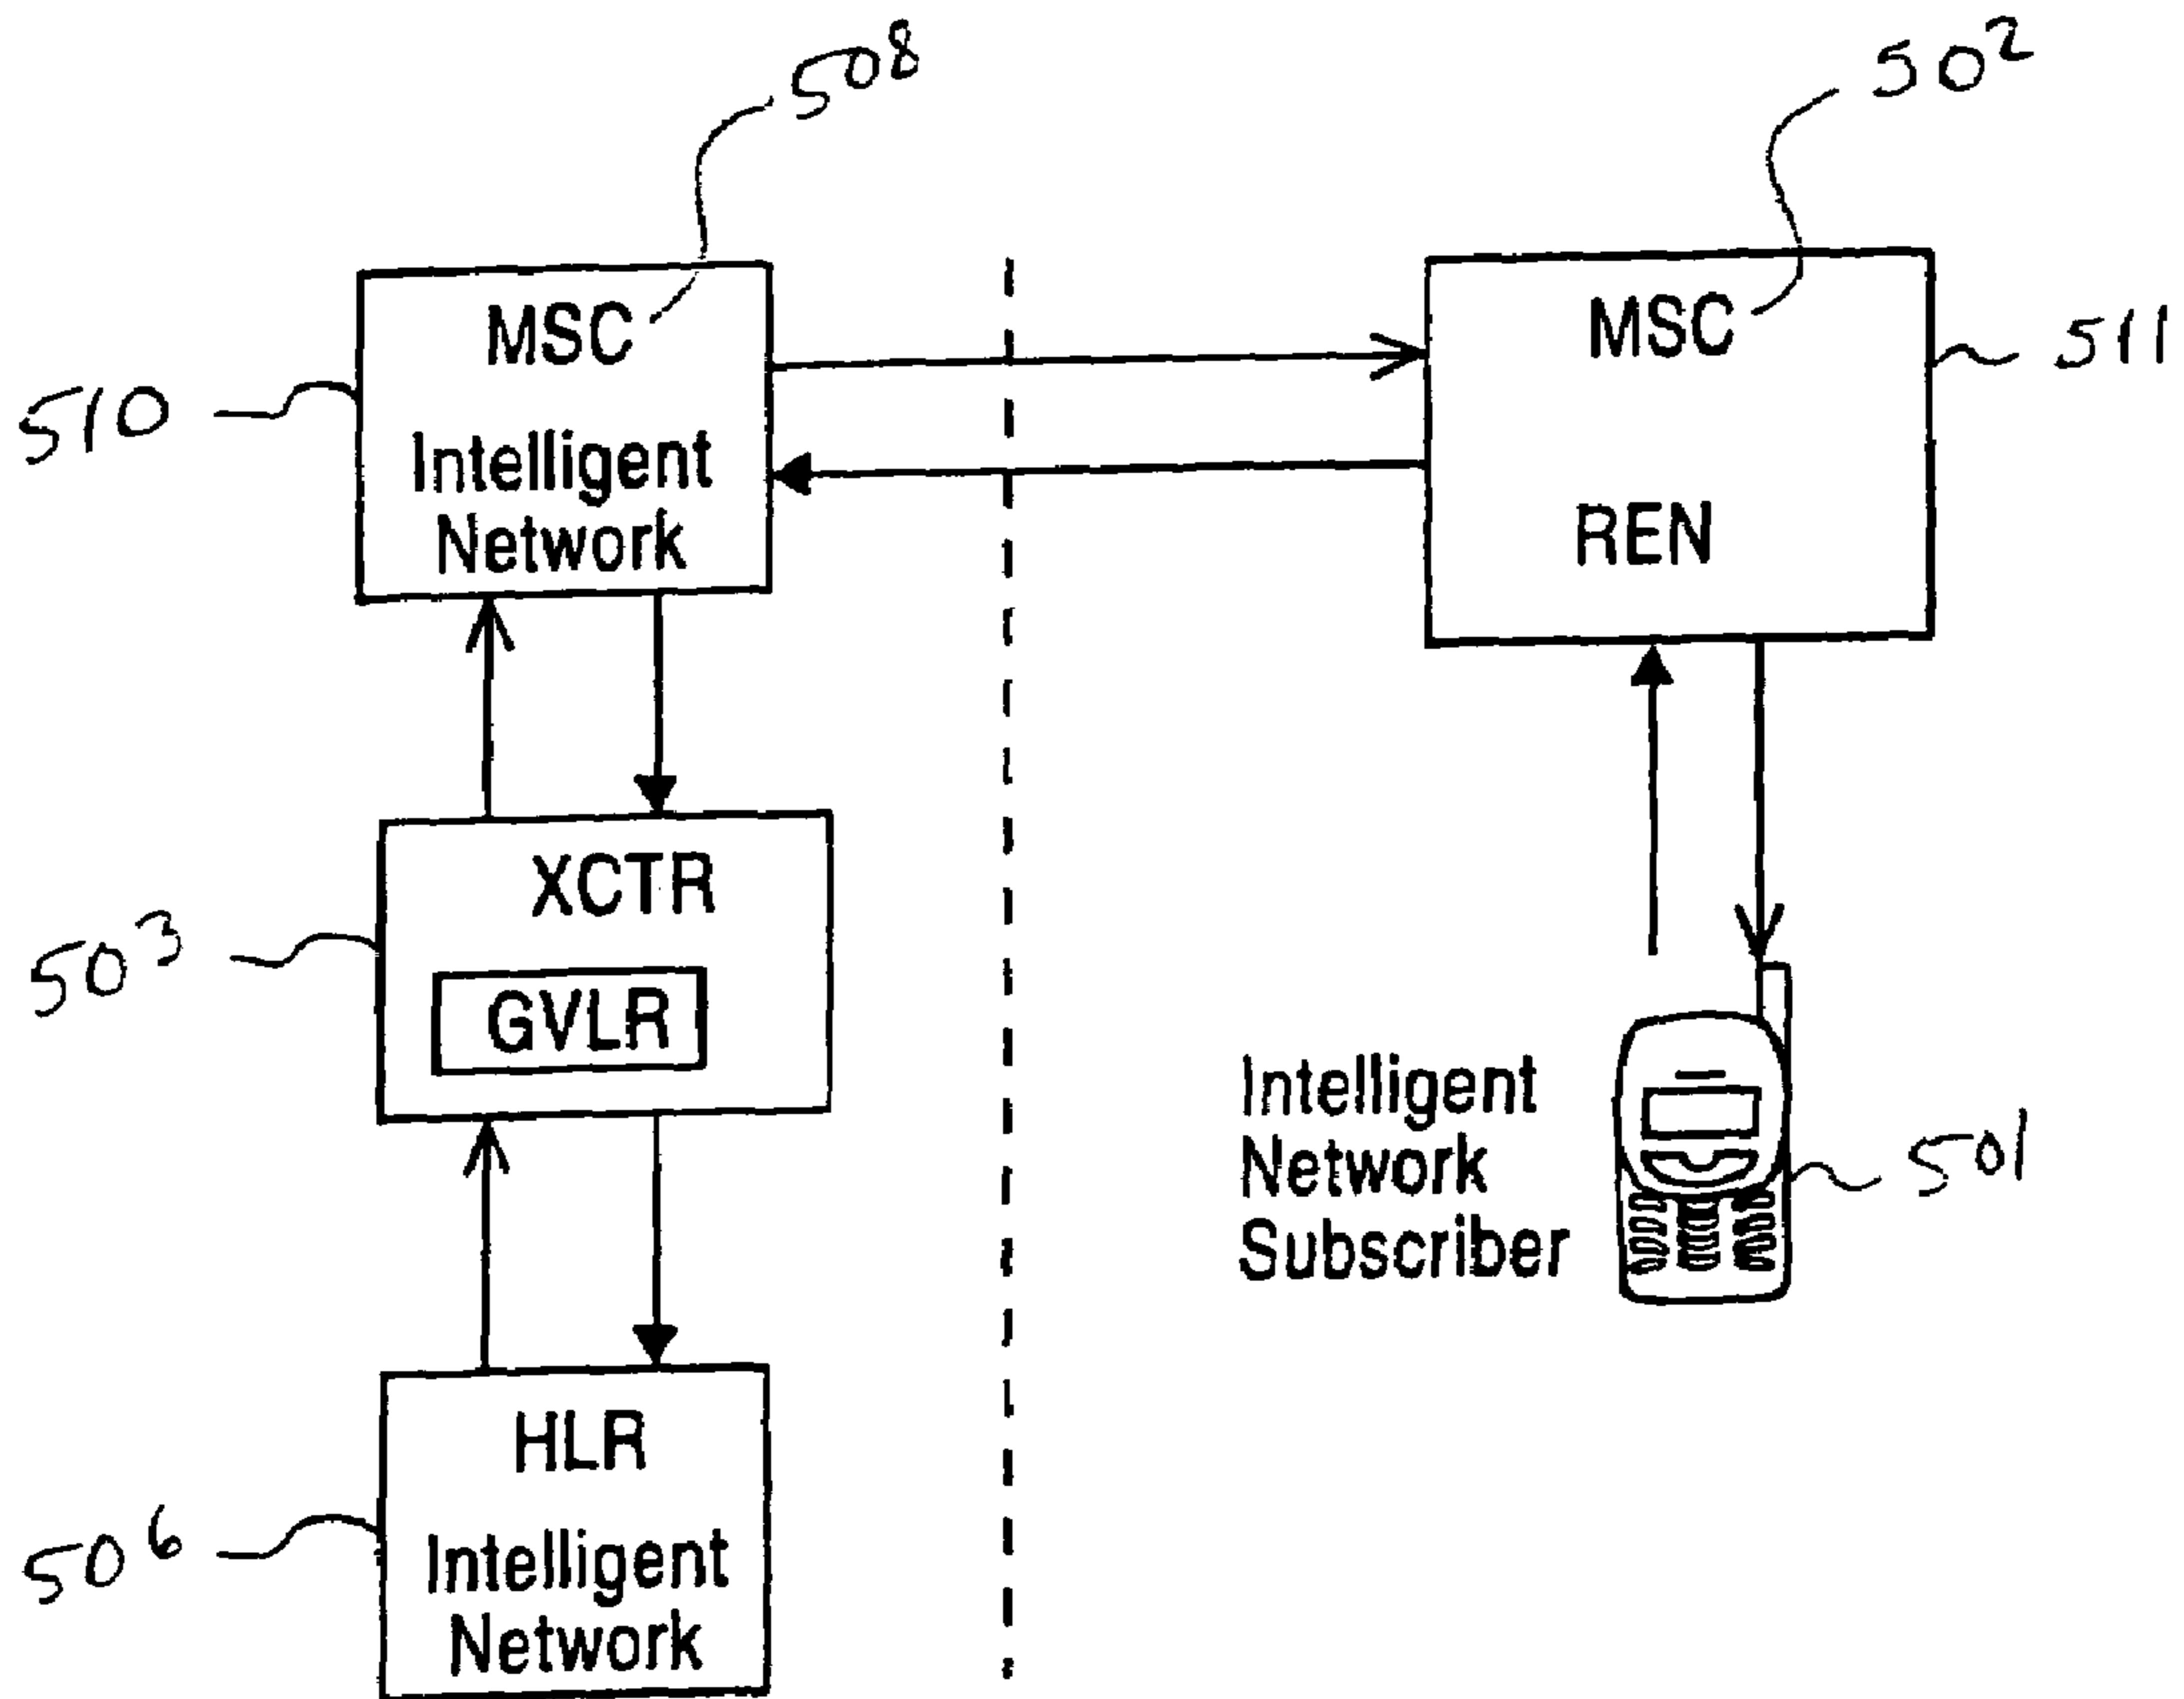 508
502
MSC
Intelligent
Network
510
MSC
REN
511
XCTR
GVLR
503
Intelligent
Network
Subscriber
501
HLR
Intelligent
Network
506